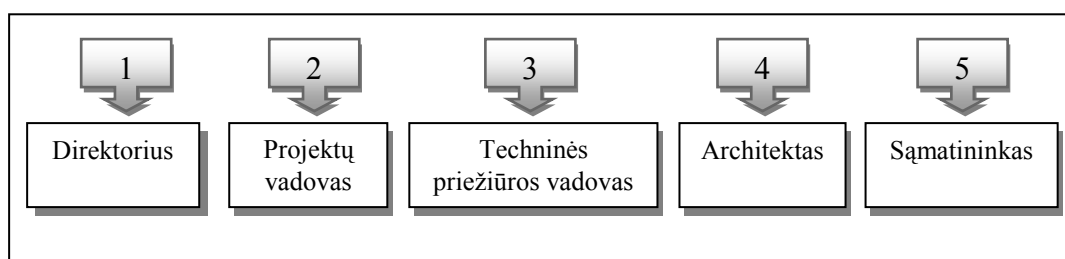 1 2 3 4 5
Direktorius
Projektų
vadovas
Techninės
priežiūros vadovas
Architektas
Sąmatininkas